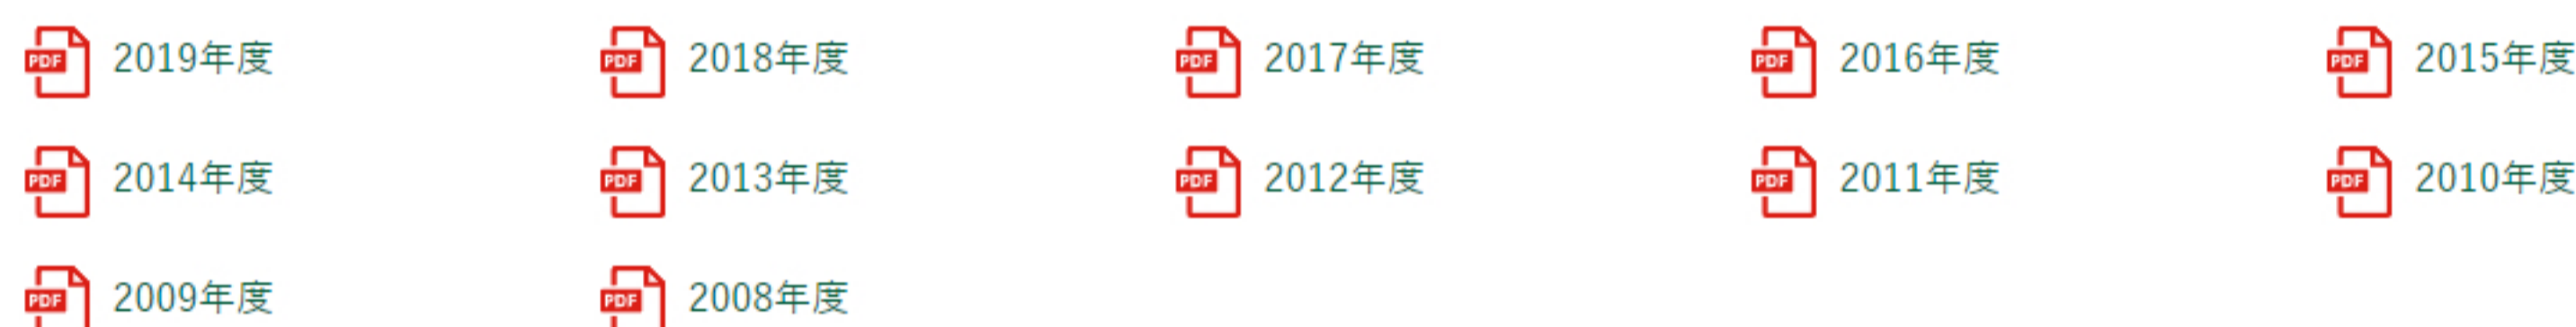 PDF 2019年度 PDF 2018年度 PDF 2017年度 PDF 2016年度 PDF 2015年度
PDF 2014年度 PDF 2013年度 PDF 2012年度 PDF 2011年度 PDF 2010年度
PDF 2009年度 PDF 2008年度